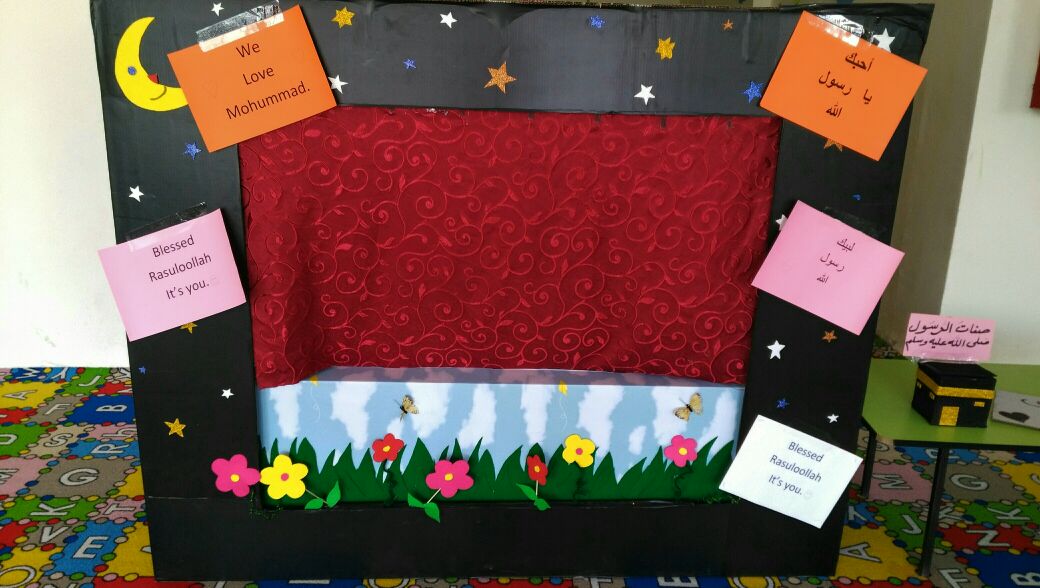 We
Love
Mohummad.
أحبك
يا رسول
الله
Blessed
Rasuloollah
It's you.
لبيك
رسول
الله
صفات الرسول
صلى الله عليه وسلم
Blessed
Rasuloollah
It's you.